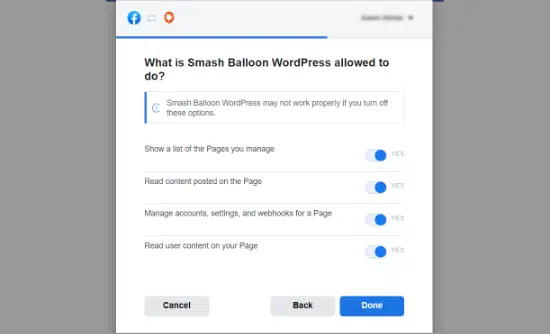 What is Smash Balloon WordPress allowed to
do?
Smash Balloon WordPress may not work properly if you turn off
these options.
Show a list of the Pages you manage
YES
Read content posted on the Page
YES
Manage accounts, settings, and webhooks for a Page
YES
Read user content on your Page
YES
Cancel
Back
Done